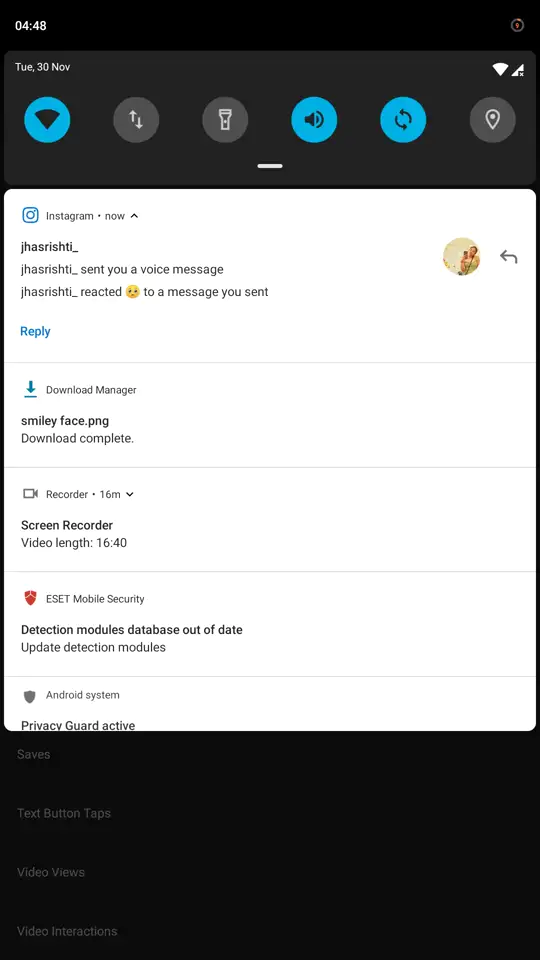 04:48
9
Tue, 30 Nov
Instagram • now
jhasrishti_
jhasrishti_ sent you a voice message
jhasrishti_ reacted 🥺 to a message you sent
Reply
Download Manager
smiley face.png
Download complete.
Recorder • 16m
Screen Recorder
Video length: 16:40
ESET Mobile Security
Detection modules database out of date
Update detection modules
Android system
Privacy Guard active
Saves
Text Button Taps
Video Views
Video Interactions